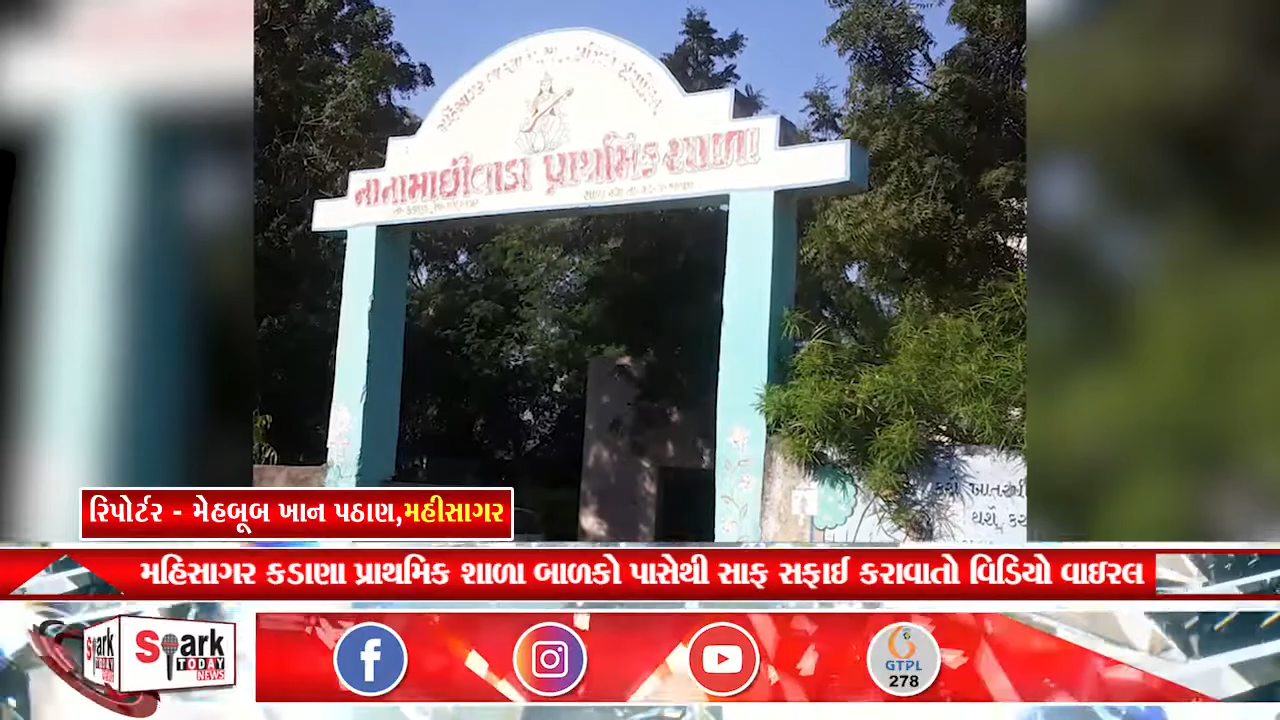 નાનામાછીવાડા પ્રાથમિક શાળા
રિપોર્ટર - મેહબૂબ ખાન પઠાણ,મહીસાગર
મહિસાગર કડાણા પ્રાથમિક શાળા બાળકો પાસેથી સાફ સફાઈ કરાવાતો વિડિયો વાઇરલ
Spark
TODAY
NEWS
GTPL
278